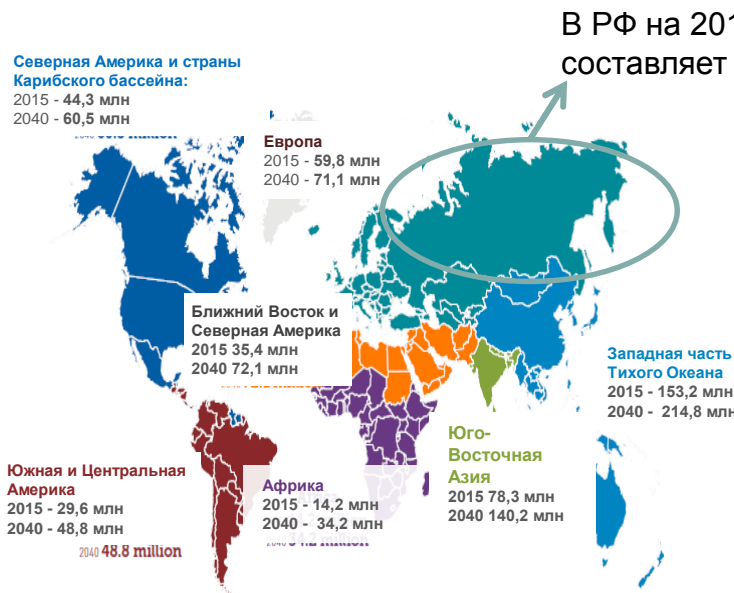 В РФ на 201
составляет
Северная Америка и страны
Карибского бассейна:
2015 - 44,3 млн
2040 - 60,5 млн
Европа
2015 - 59,8 млн
2040 - 71,1 млн
Ближний Восток и
Северная Америка
2015 35,4 млн
2040 72,1 млн
Западная часть
Тихого Океана
2015 - 153,2 млн
2040 - 214,8 млн
Юго-
Восточная
Азия
2015 78,3 млн
2040 140,2 млн
Южная и Центральная
Америка
2015 - 29,6 млн
2040 - 48,8 млн
2040 48.8 million
Африка
2015 - 14,2 млн
2040 - 34,2 млн